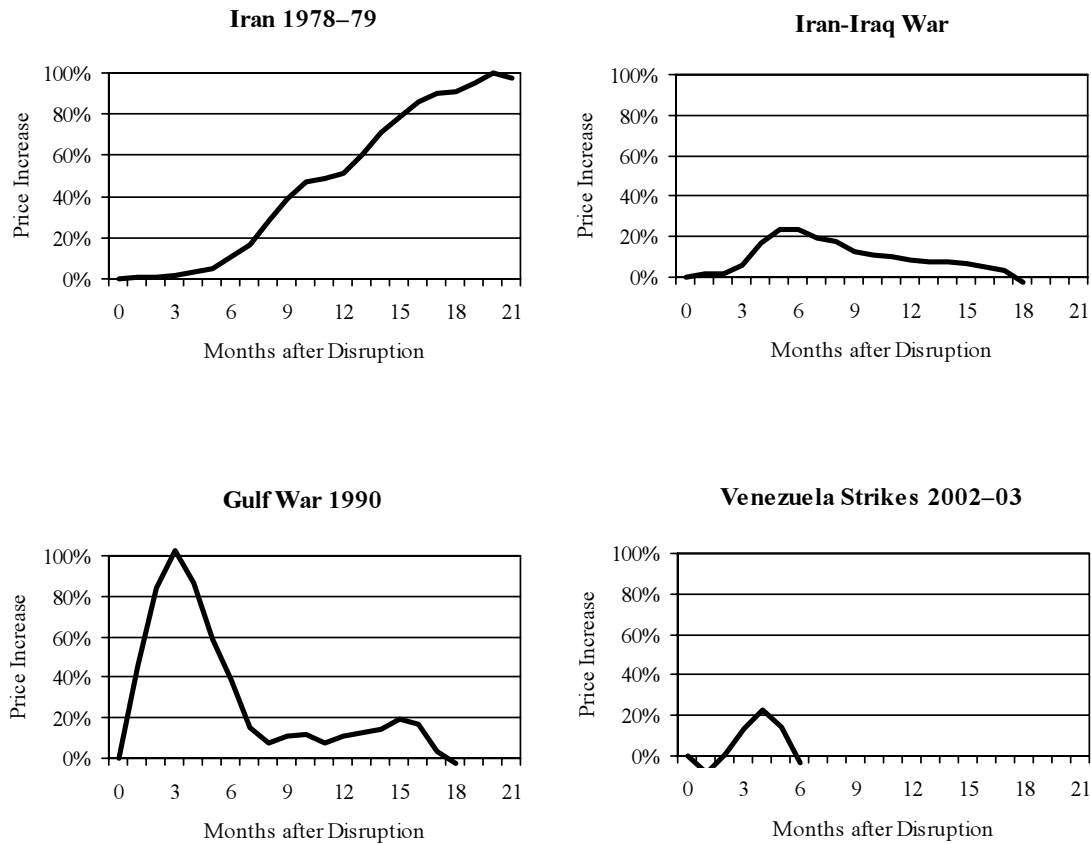 Iran 1978–79
100%
80%
60%
40%
20%
0%
Price Increase
0 3 6 9 12 15 18 21
Months after Disruption
Iran-Iraq War
100%
80%
60%
40%
20%
0%
Price Increase
0 3 6 9 12 15 18 21
Months after Disruption
Gulf War 1990
100%
80%
60%
40%
20%
0%
Price Increase
0 3 6 9 12 15 18 21
Months after Disruption
Venezuela Strikes 2002–03
100%
80%
60%
40%
20%
0%
Price Increase
0 3 6 9 12 15 18 21
Months after Disruption